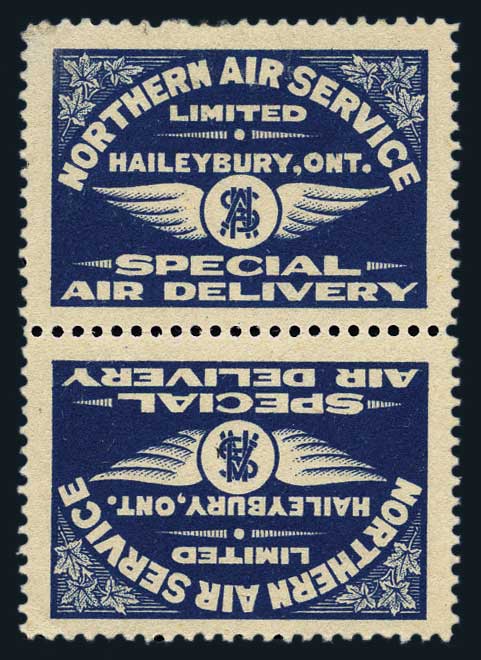 NORTHERN AIR SERVICE
LIMITED
HAILEYBURY, ONT.
NAS
SPECIAL
AIR DELIVERY
NORTHERN AIR SERVICE
LIMITED
HAILEYBURY, ONT.
NAS
SPECIAL
AIR DELIVERY